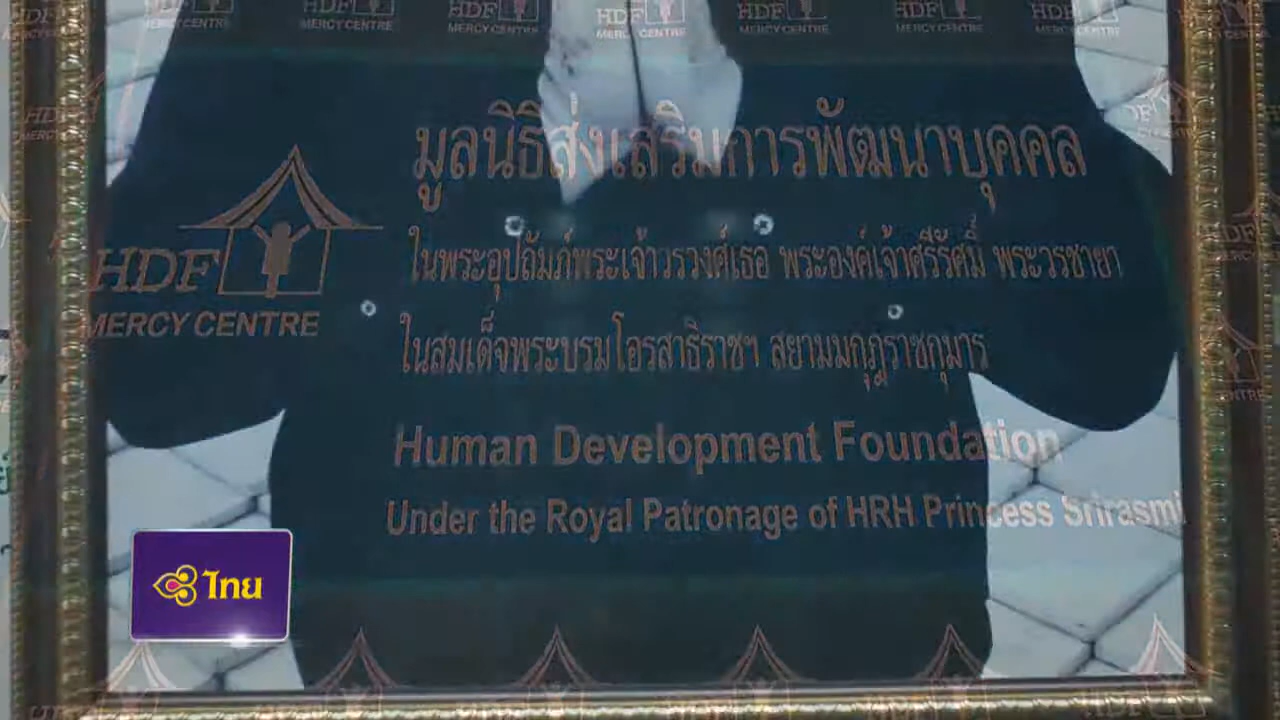 HDF
MERCY CENTRE
มูลนิธิส่งเสริมการพัฒนาบุคคล
ในพระอุปถัมภ์พระเจ้าวรวงศ์เธอ พระองค์เจ้าศรีรัศมิ์ พระวรชายา
ในสมเด็จพระบรมโอรสาธิราชฯ สยามมกุฎราชกุมาร
Human Development Foundation
Under the Royal Patronage of HRH Princess Srirasmi
ไทย